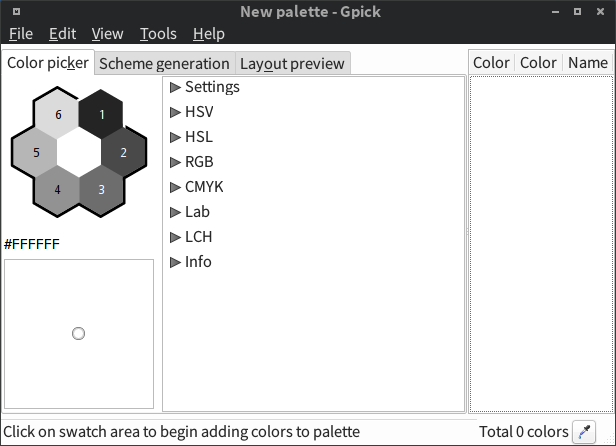 New palette - Gpick
File Edit View Tools Help
Color picker Scheme generation Layout preview
Color Color Name
6 1
5 2
4 3
#FFFFFF
Settings
HSV
HSL
RGB
CMYK
Lab
LCH
Info
Click on swatch area to begin adding colors to palette
Total 0 colors